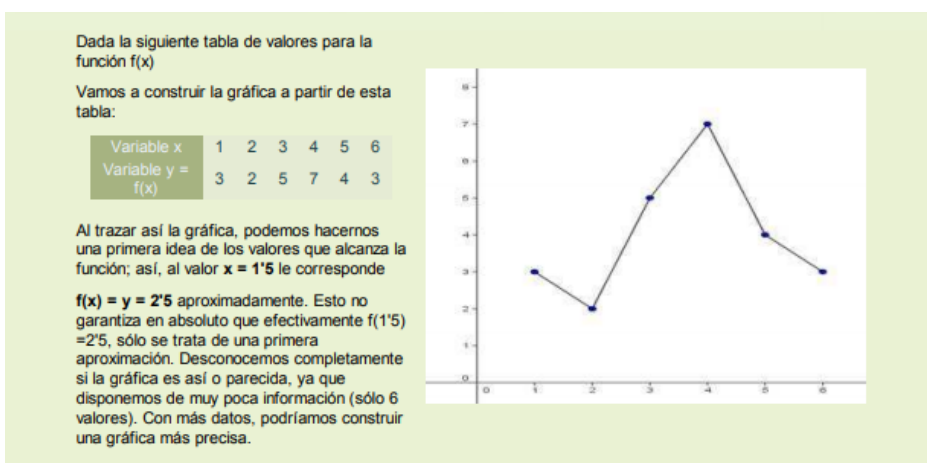 Dada la siguiente tabla de valores para la
función f(x)
Vamos a construir la gráfica a partir de esta
tabla:
Variable x 1 2 3 4 5 6
Variable y =
f(x) 3 2 5 7 4 3
Al trazar así la gráfica, podemos hacernos
una primera idea de los valores que alcanza la
función; así, al valor x = 1'5 le corresponde
f(x) = y = 2'5 aproximadamente. Esto no
garantiza en absoluto que efectivamente f(1'5)
=2'5, sólo se trata de una primera
aproximación. Desconocemos completamente
si la gráfica es así o parecida, ya que
disponemos de muy poca información (sólo 6
valores). Con más datos, podríamos construir
una gráfica más precisa.
8
7
6
5
4
3
2
1
0
0 1 2 3 4 5 6